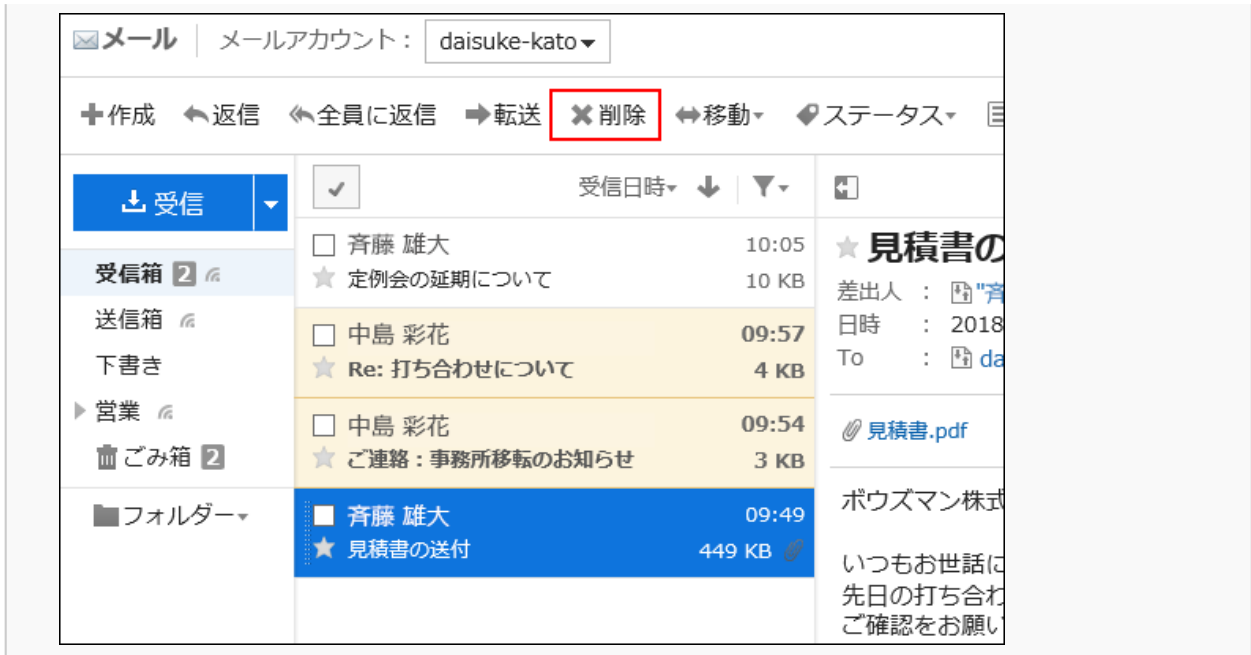 メール メールアカウント： daisuke-kato
作成 返信 全員に返信 転送 削除 移動 ステータス
受信
受信日時
受信箱 2
送信箱
下書き
営業
ごみ箱 2
フォルダー
斉藤 雄大 10:05
定例会の延期について 10 KB
中島 彩花 09:57
Re: 打ち合わせについて 4 KB
中島 彩花 09:54
ご連絡：事務所移転のお知らせ 3 KB
斉藤 雄大 09:49
見積書の送付 449 KB
見積書の
差出人 ： "斉
日時 ： 2018
To ： da
見積書.pdf
ボウズマン株式
いつもお世話に
先日の打ち合わ
ご確認をお願い